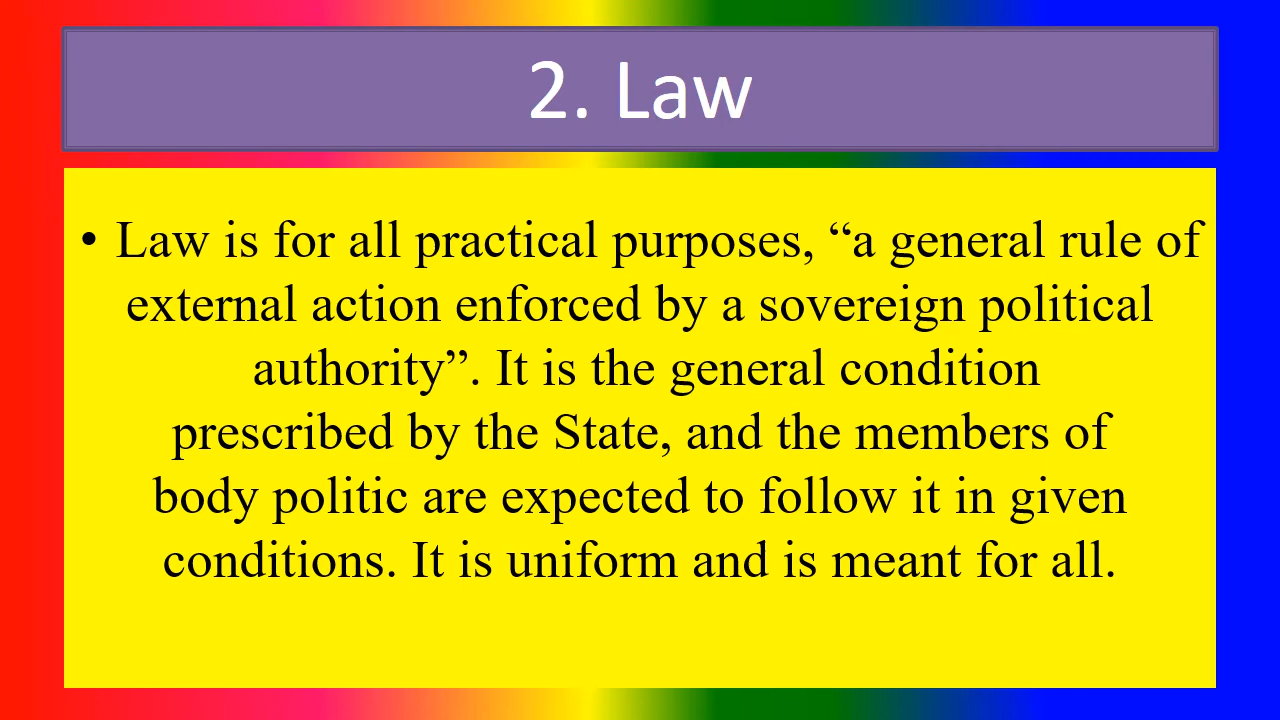 2. Law
• Law is for all practical purposes, “a general rule of
external action enforced by a sovereign political
authority”. It is the general condition
prescribed by the State, and the members of
body politic are expected to follow it in given
conditions. It is uniform and is meant for all.